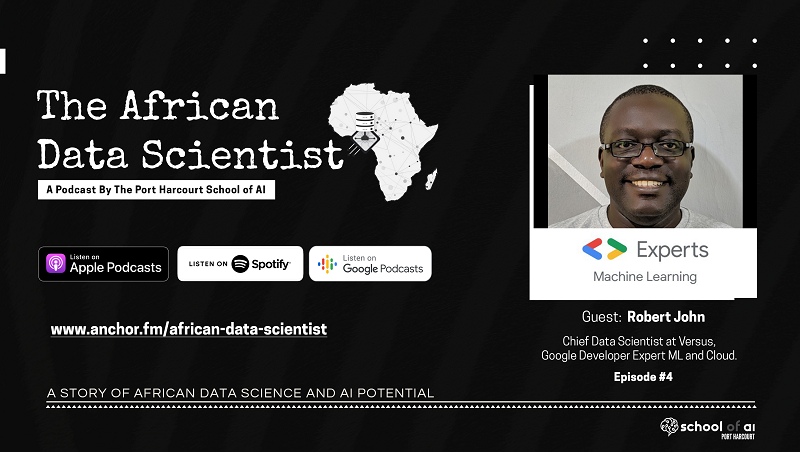 The African
Data Scientist
A Podcast By The Port Harcourt School of AI
Listen on
Apple Podcasts
LISTEN ON Spotify
Listen on
Google Podcasts
www.anchor.fm/african-data-scientist
A STORY OF AFRICAN DATA SCIENCE AND AI POTENTIAL
Experts
Machine Learning
Guest: Robert John
Chief Data Scientist at Versus,
Google Developer Expert ML and Cloud.
Episode #4
school of ai
PORT HARCOURT